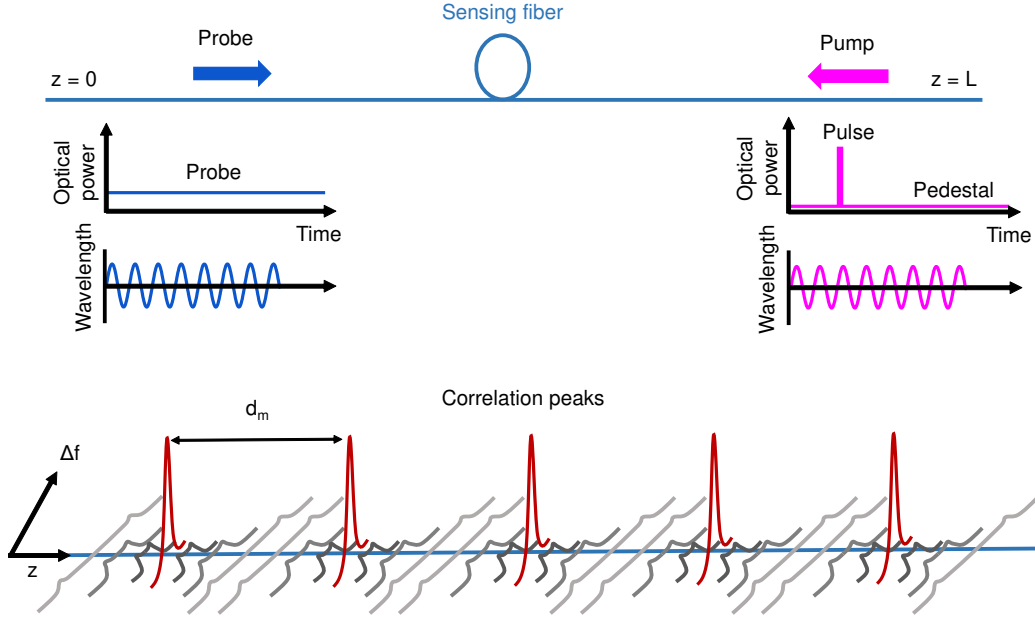 Sensing fiber
Probe
Pump
z = 0
z = L
Optical
power
Probe
Time
Wavelength
Optical
power
Pulse
Pedestal
Time
Wavelength
Correlation peaks
dₘ
Δf
z